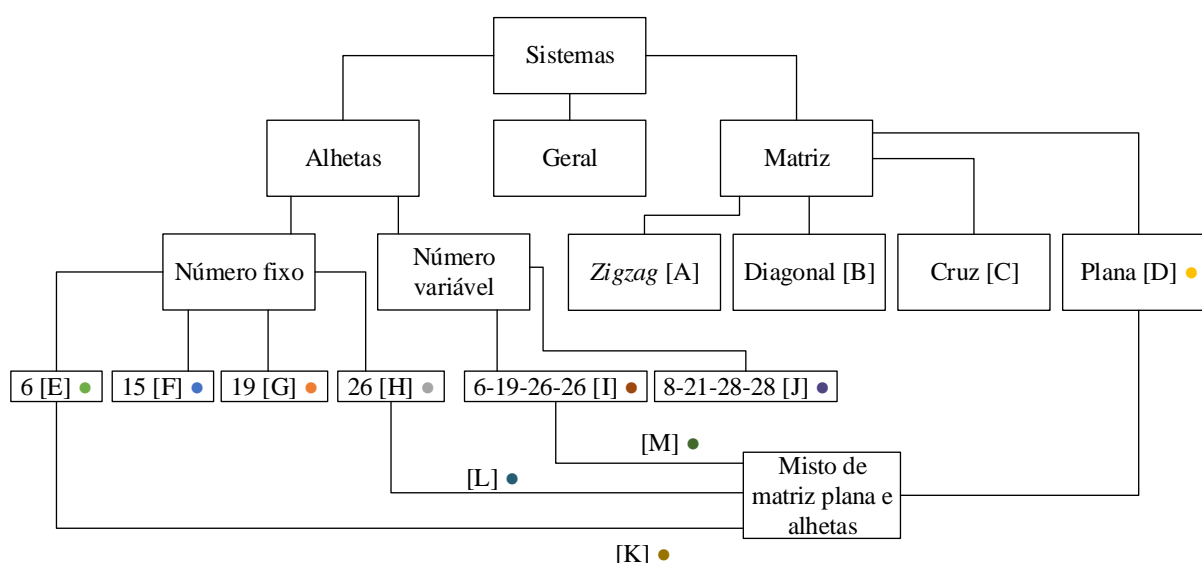 Sistemas
Alhetas
Geral
Matriz
Número fixo
Número
variável
Zigzag [A]
Diagonal [B]
Cruz [C]
Plana [D]
6 [E]
15 [F]
19 [G]
26 [H]
6-19-26-26 [I]
8-21-28-28 [J]
[M]
[L]
Misto de
matriz plana e
alhetas
[K]